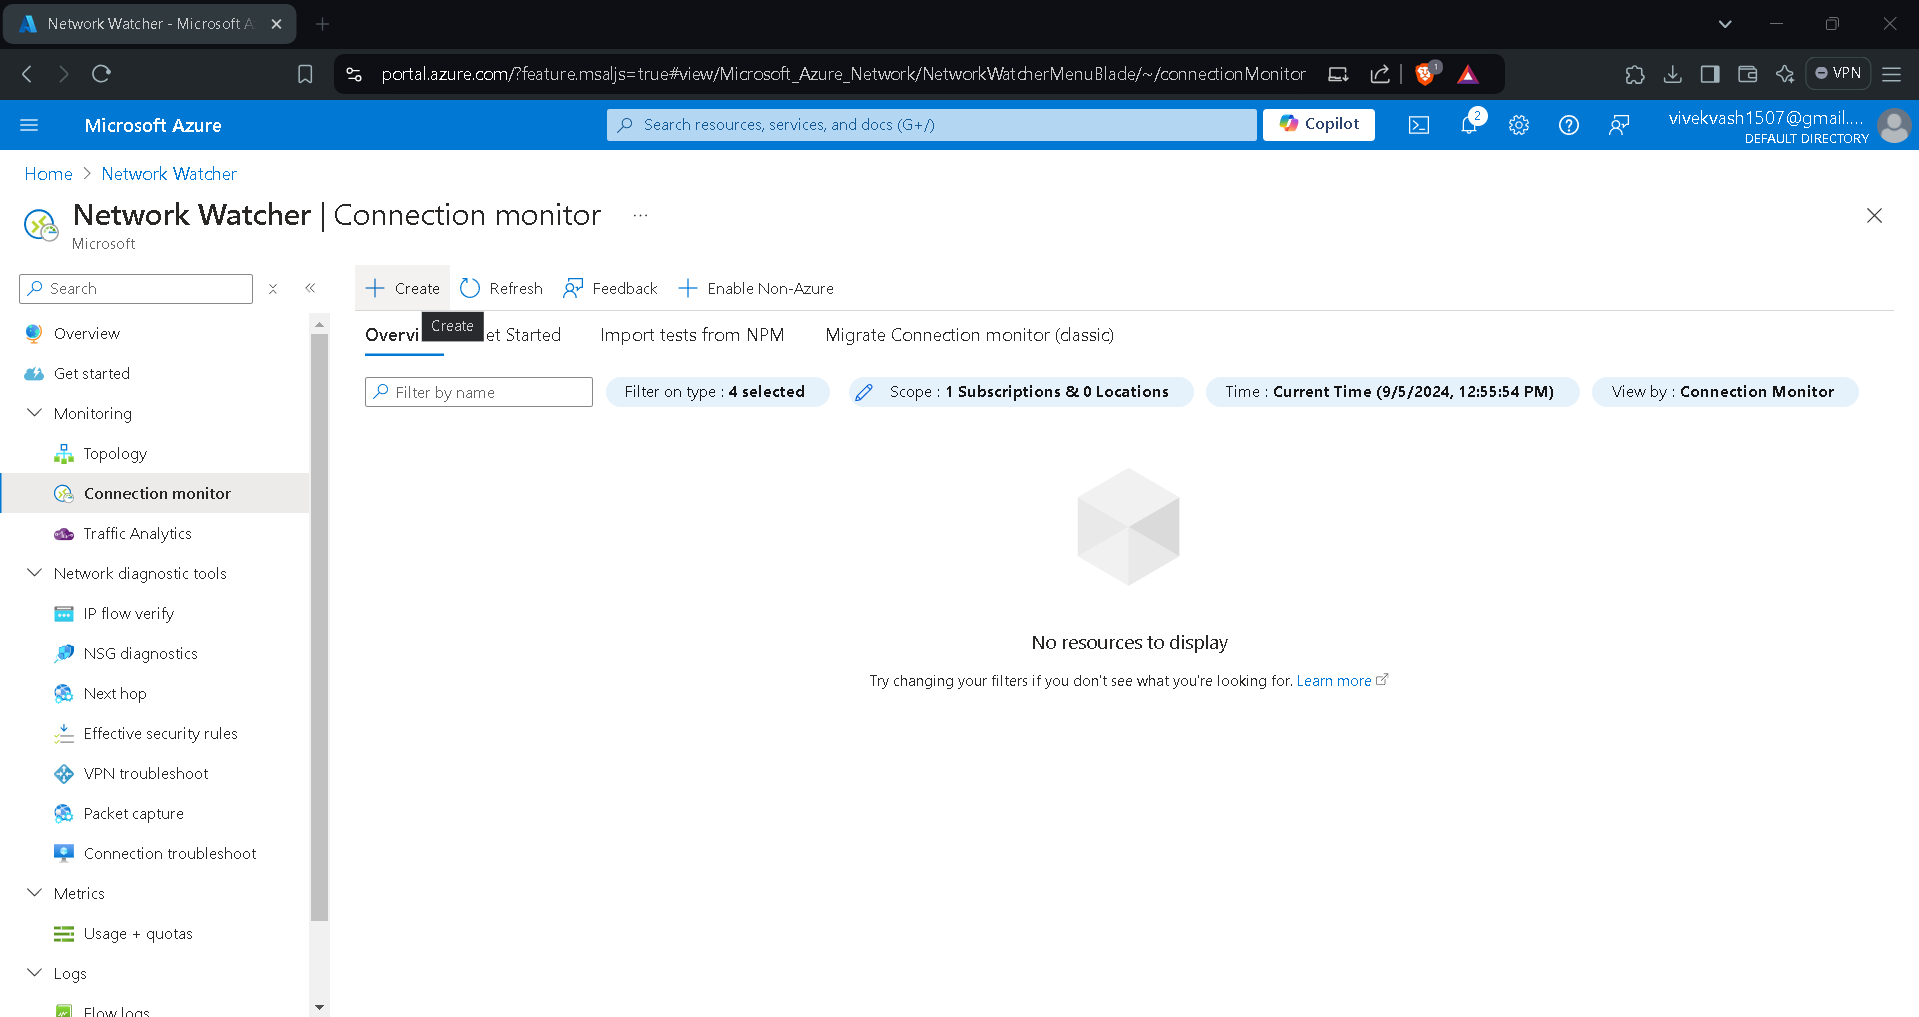 Network Watcher - Microsoft A
portal.azure.com/?feature.msaljs=true#view/Microsoft_Azure_Network/NetworkWatcherMenuBlade/~/connectionMonitor
1
VPN
Microsoft Azure
Search resources, services, and docs (G+/)
Copilot
2
vivekvash1507@gmail....
DEFAULT DIRECTORY
Home > Network Watcher
Network Watcher | Connection monitor ...
Microsoft
Search
Overview
Get started
Monitoring
Topology
Connection monitor
Traffic Analytics
Network diagnostic tools
IP flow verify
NSG diagnostics
Next hop
Effective security rules
VPN troubleshoot
Packet capture
Connection troubleshoot
Metrics
Usage + quotas
Logs
Flow logs
Create Refresh Feedback Enable Non-Azure
Create
Overvi et Started Import tests from NPM Migrate Connection monitor (classic)
Filter by name Filter on type : 4 selected Scope : 1 Subscriptions & 0 Locations Time : Current Time (9/5/2024, 12:55:54 PM) View by : Connection Monitor
No resources to display
Try changing your filters if you don't see what you're looking for. Learn more